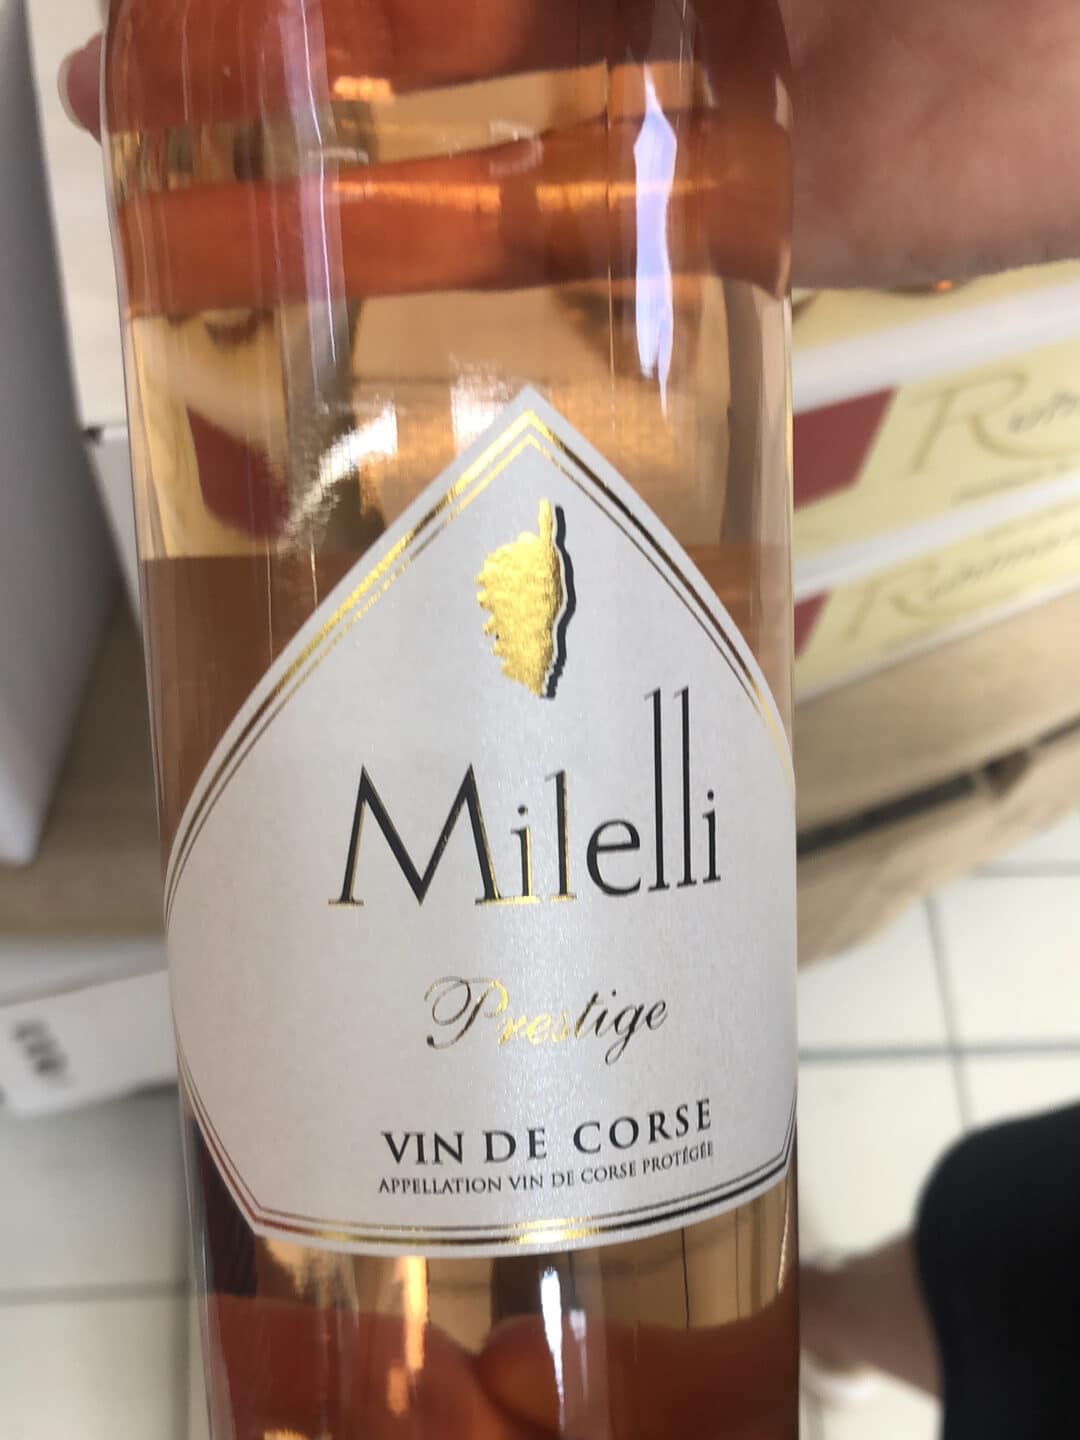 Milelli
Prestige
VIN DE CORSE
APPELLATION VIN DE CORSE PROTÉGÉE